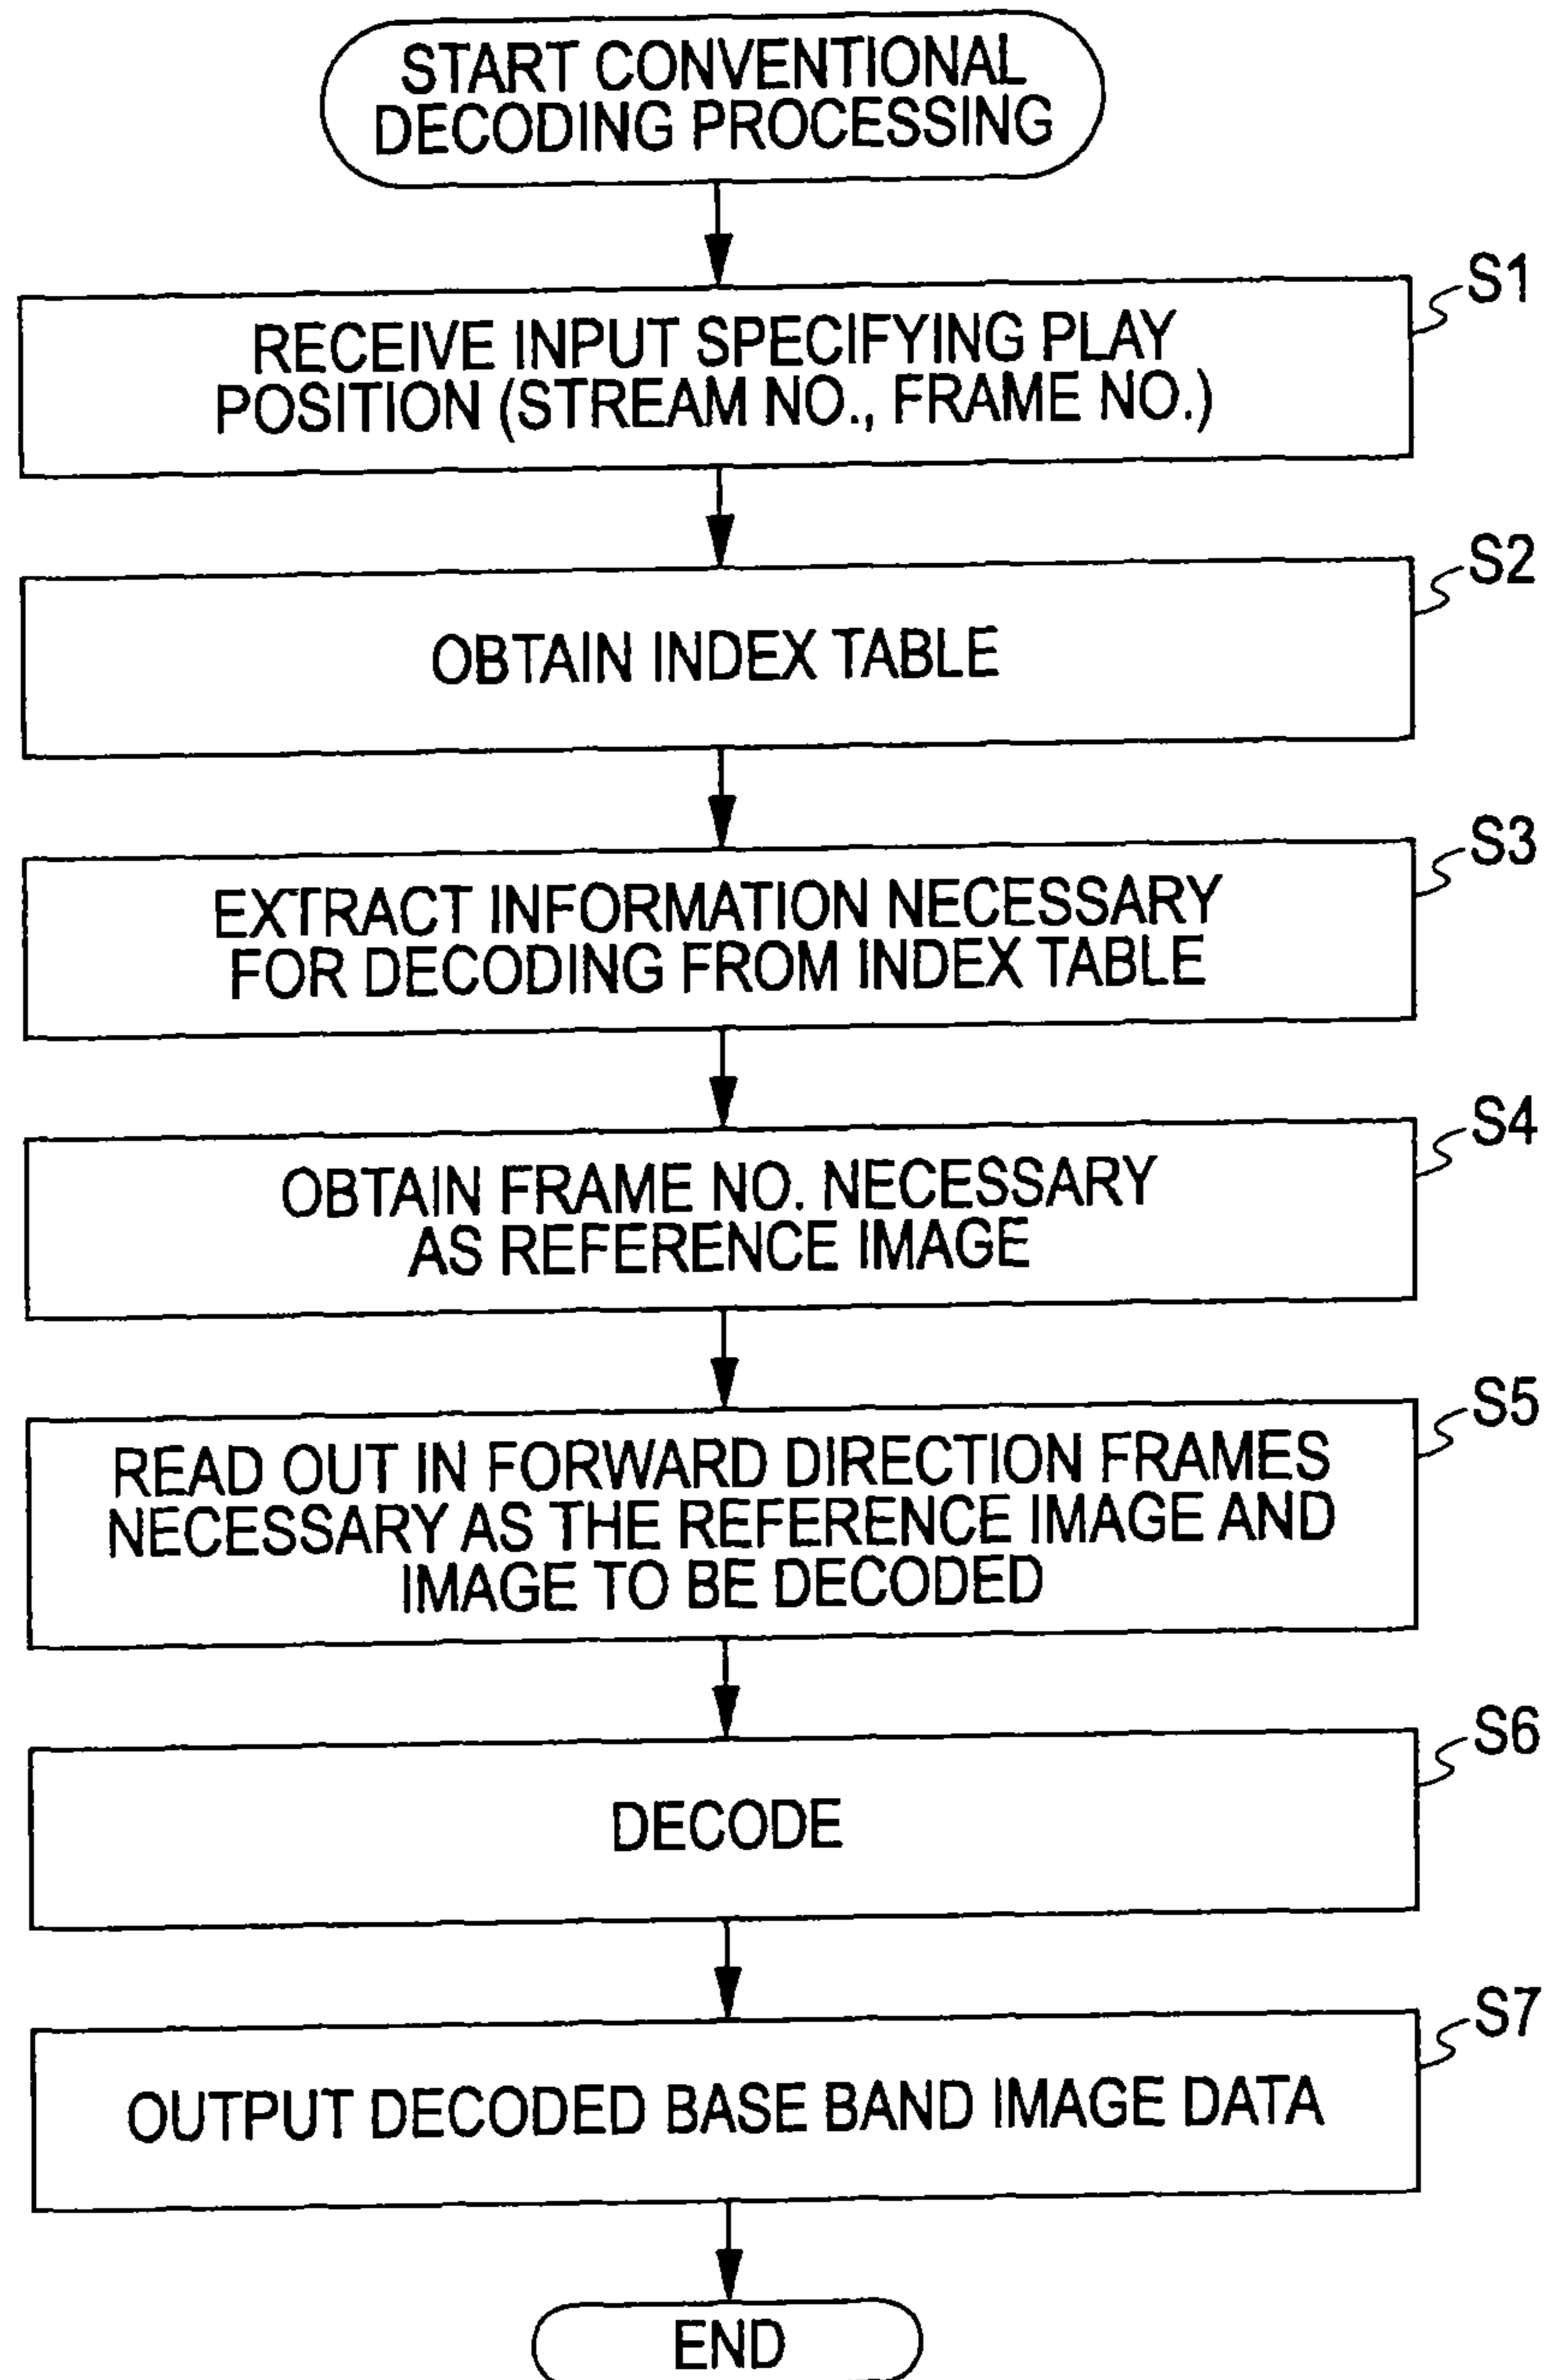 START CONVENTIONAL
DECODING PROCESSING
S1
RECEIVE INPUT SPECIFYING PLAY
POSITION (STREAM NO., FRAME NO.)
S2
OBTAIN INDEX TABLE
S3
EXTRACT INFORMATION NECESSARY
FOR DECODING FROM INDEX TABLE
S4
OBTAIN FRAME NO. NECESSARY
AS REFERENCE IMAGE
S5
READ OUT IN FORWARD DIRECTION FRAMES
NECESSARY AS THE REFERENCE IMAGE AND
IMAGE TO BE DECODED
S6
DECODE
S7
OUTPUT DECODED BASE BAND IMAGE DATA
END